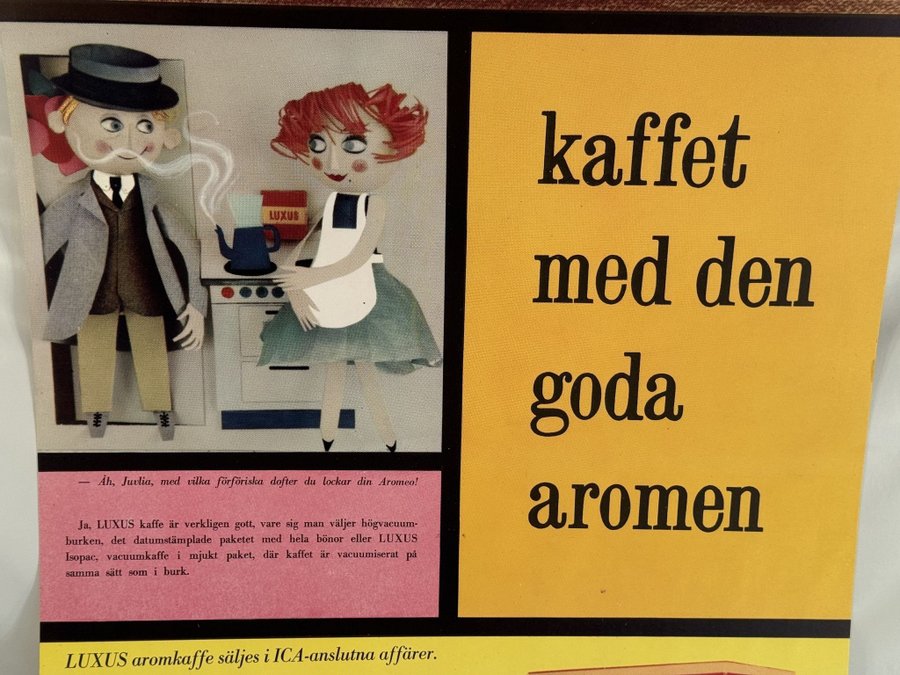 LUXUS
kaffet
med den
goda
aromen
— Åh, Juvlia, med vilka förföriska dofter du lockar din Aromeo!
Ja, LUXUS kaffe är verkligen gott, vare sig man väljer högvacuum-
burken, det datumstämplade paketet med hela bönor eller LUXUS
Isopac, vacuumkaffe i mjukt paket, där kaffet är vacuumiserat på
samma sätt som i burk.
LUXUS aromkaffe säljes i ICA-anslutna affärer.